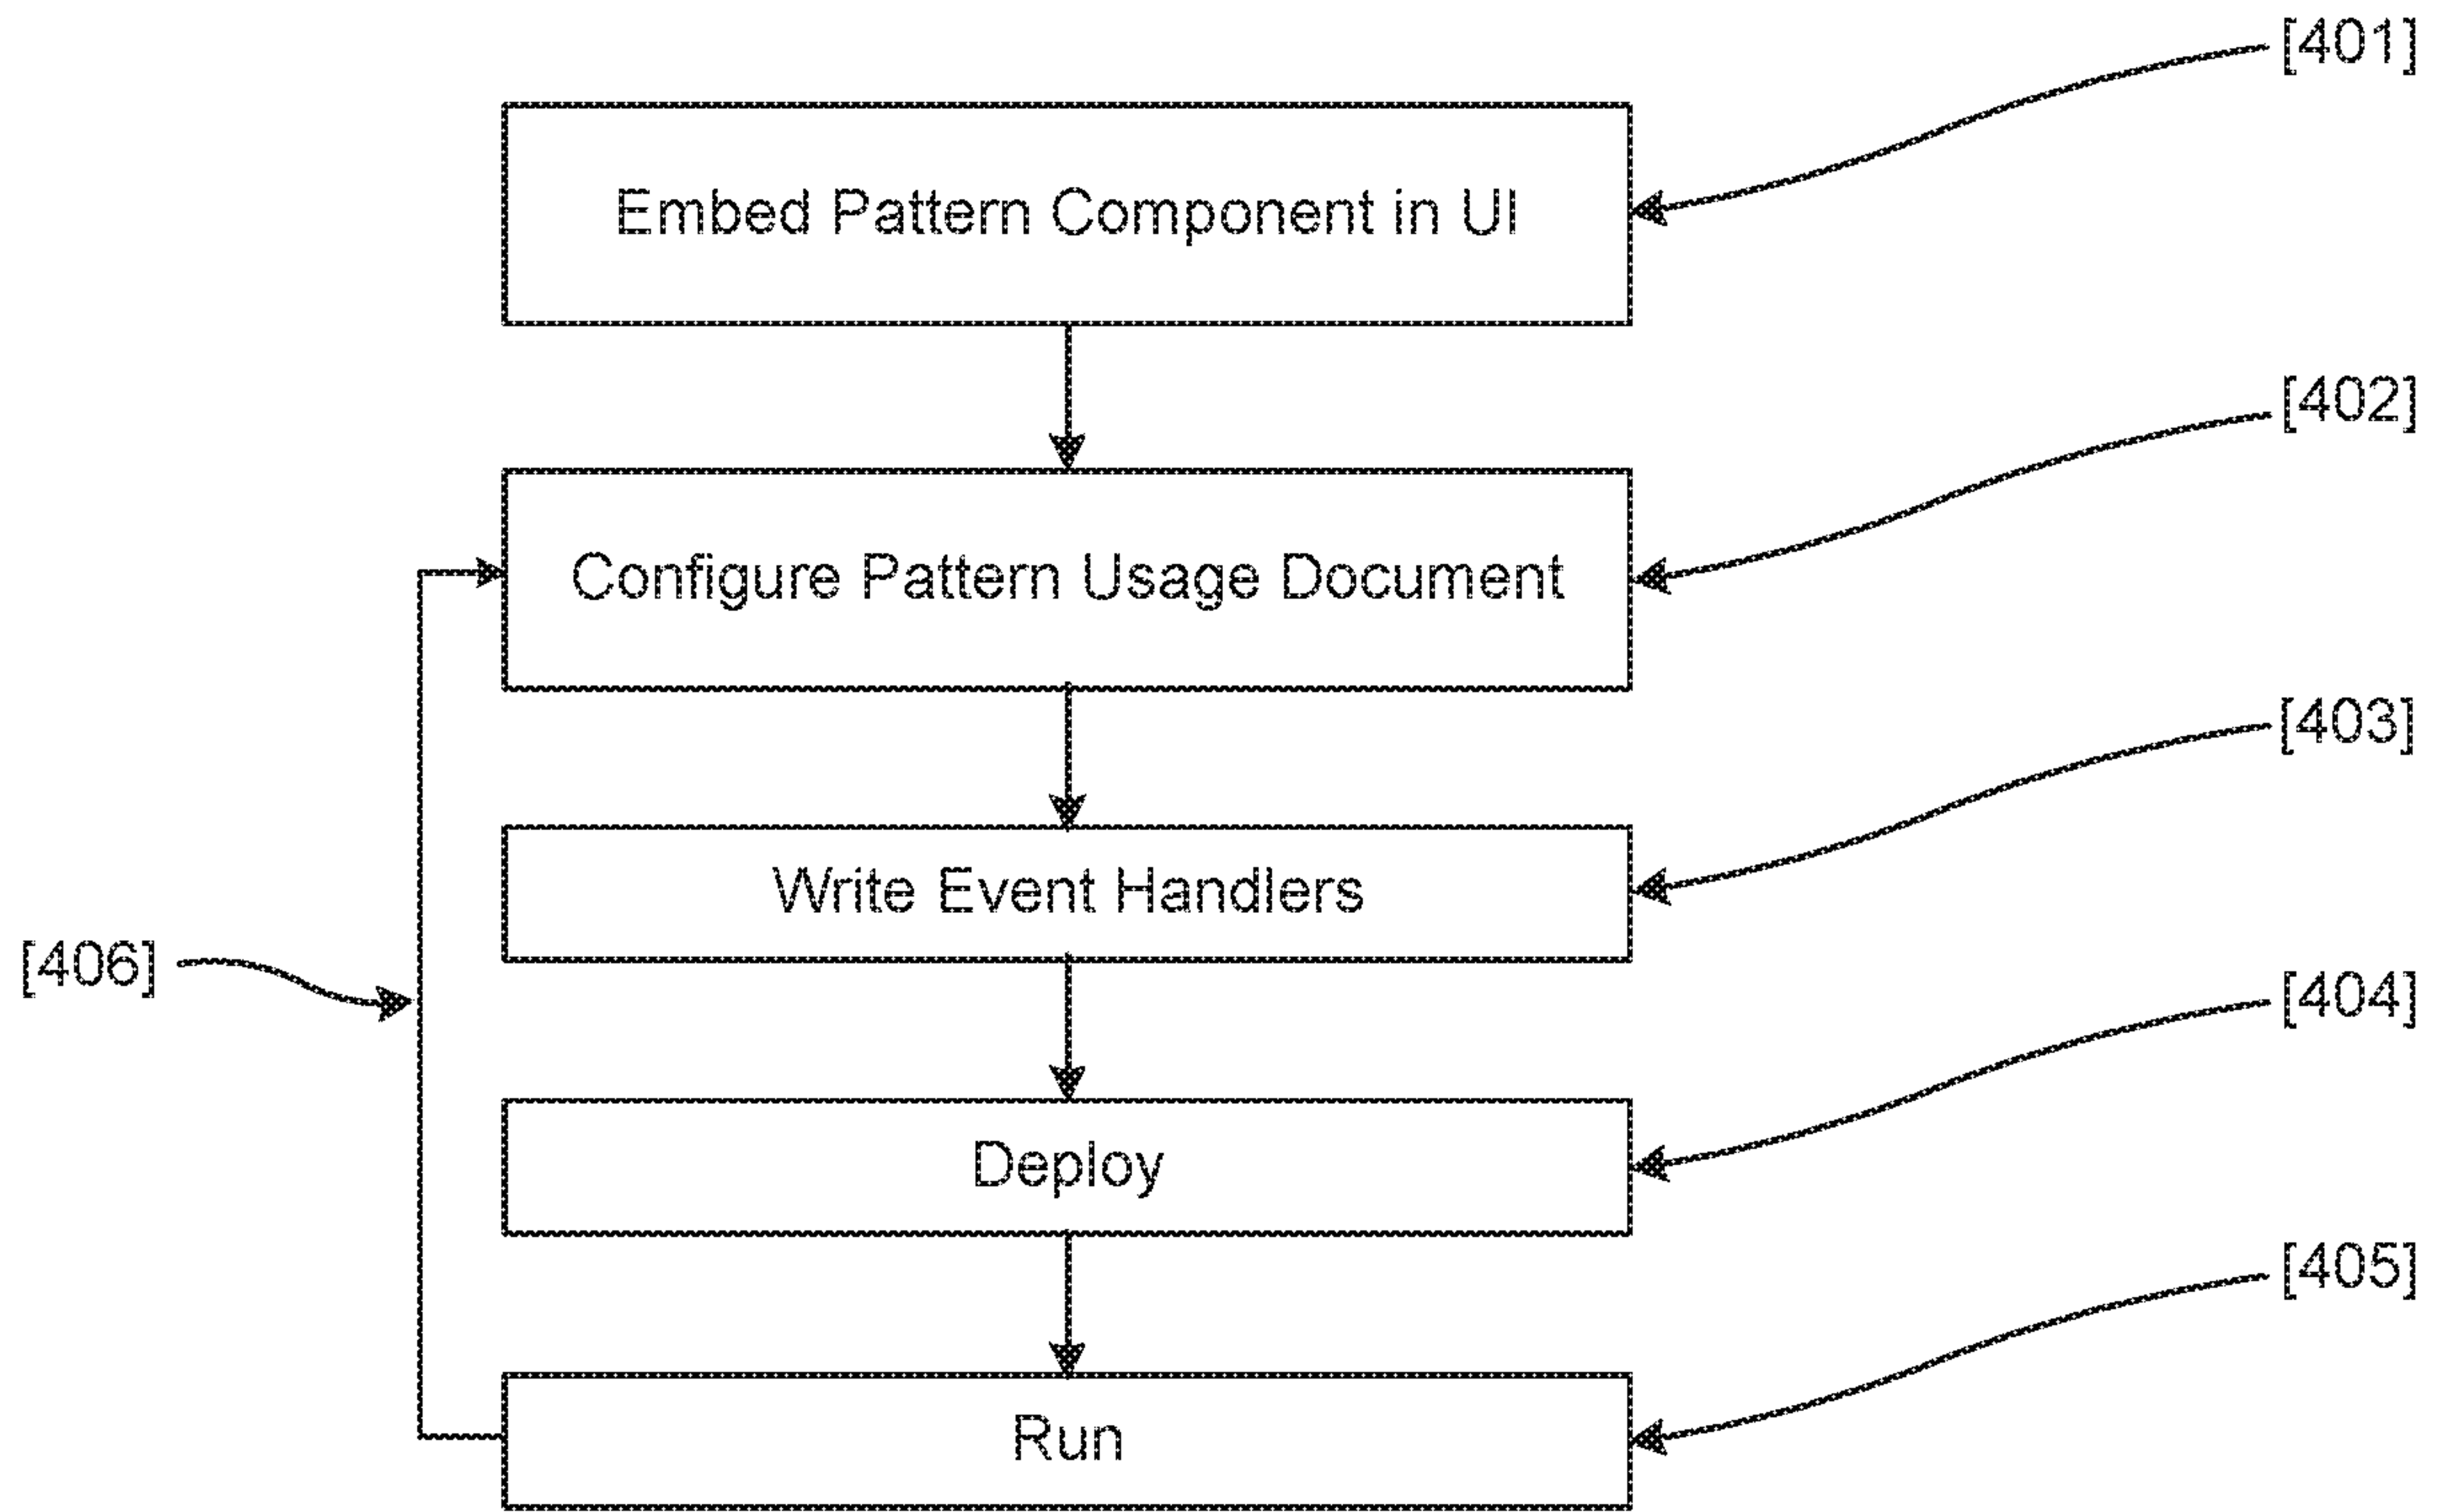 [401]
Embed Pattern Component in UI
[402]
Configure Pattern Usage Document
[403]
Write Event Handlers
[406]
[404]
Deploy
[405]
Run